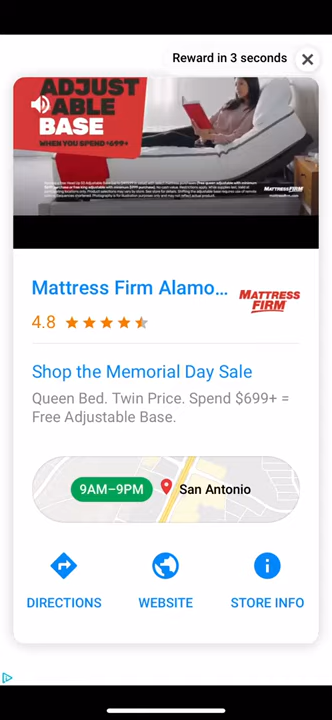 Reward in 3 seconds
ADJUST
ABLE
BASE
WHEN YOU SPEND $699+
MATTRESS FIRM
Mattress Firm Alamo...
MATTRESS
FIRM
4.8
Shop the Memorial Day Sale
Queen Bed. Twin Price. Spend $699+ =
Free Adjustable Base.
9AM–9PM
San Antonio
DIRECTIONS
WEBSITE
STORE INFO